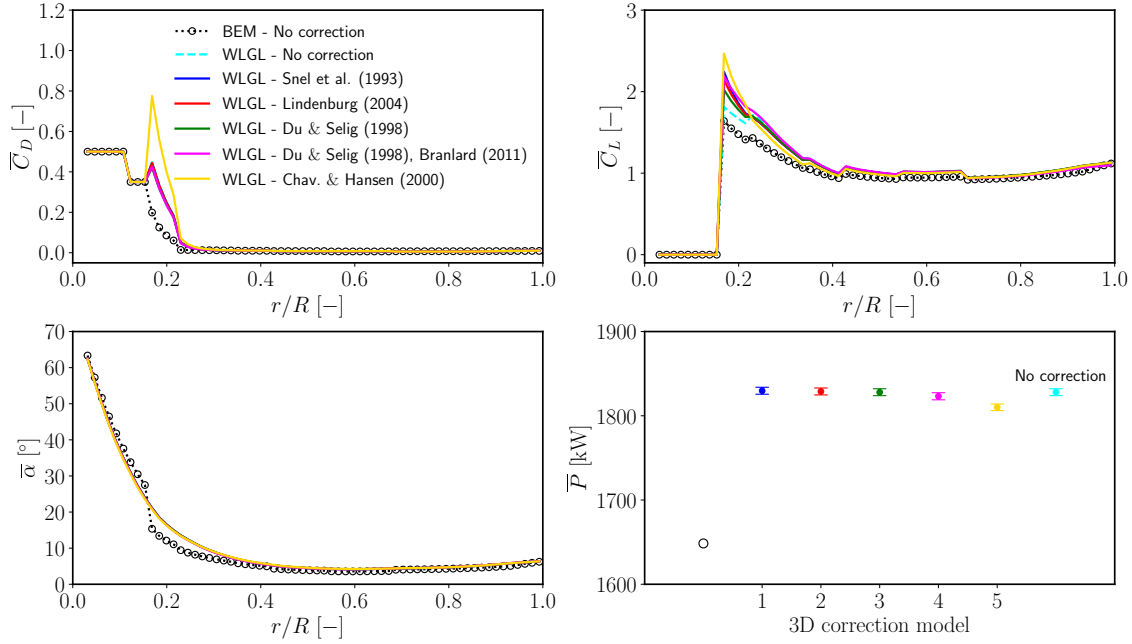 1.2
1.0
0.8
0.6
0.4
0.2
0.0
C̅_D [−]
0.0 0.2 0.4 0.6 0.8 1.0
r/R [−]
BEM - No correction
WLGL - No correction
WLGL - Snel et al. (1993)
WLGL - Lindenburg (2004)
WLGL - Du & Selig (1998)
WLGL - Du & Selig (1998), Branlard (2011)
WLGL - Chav. & Hansen (2000)
3
2
1
0
C̅_L [−]
0.0 0.2 0.4 0.6 0.8 1.0
r/R [−]
70
60
50
40
30
20
10
0
α̅ [°]
0.0 0.2 0.4 0.6 0.8 1.0
r/R [−]
1900
1800
1700
1600
P̅ [kW]
No correction
1 2 3 4 5
3D correction model